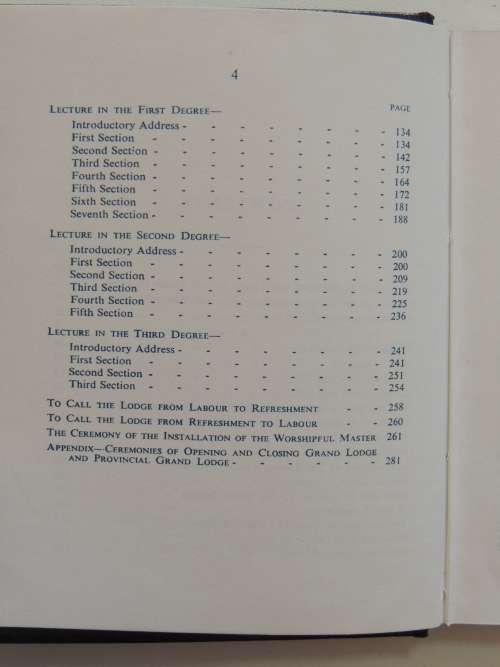 4
LECTURE IN THE FIRST DEGREE— PAGE
Introductory Address - - - - - - - - 134
First Section - - - - - - - - - 134
Second Section - - - - - - - - 142
Third Section - - - - - - - - - 157
Fourth Section - - - - - - - - 164
Fifth Section - - - - - - - - - 172
Sixth Section - - - - - - - - - 181
Seventh Section - - - - - - - - 188
LECTURE IN THE SECOND DEGREE—
Introductory Address - - - - - - - - 200
First Section - - - - - - - - - 200
Second Section - - - - - - - - 209
Third Section - - - - - - - - - 219
Fourth Section - - - - - - - - 225
Fifth Section - - - - - - - - - 236
LECTURE IN THE THIRD DEGREE—
Introductory Address - - - - - - - - 241
First Section - - - - - - - - - 241
Second Section - - - - - - - - 251
Third Section - - - - - - - - - 254
TO CALL THE LODGE FROM LABOUR TO REFRESHMENT - - 258
TO CALL THE LODGE FROM REFRESHMENT TO LABOUR - - 260
THE CEREMONY OF THE INSTALLATION OF THE WORSHIPFUL MASTER 261
APPENDIX—CEREMONIES OF OPENING AND CLOSING GRAND LODGE
AND PROVINCIAL GRAND LODGE - - - - - - 281